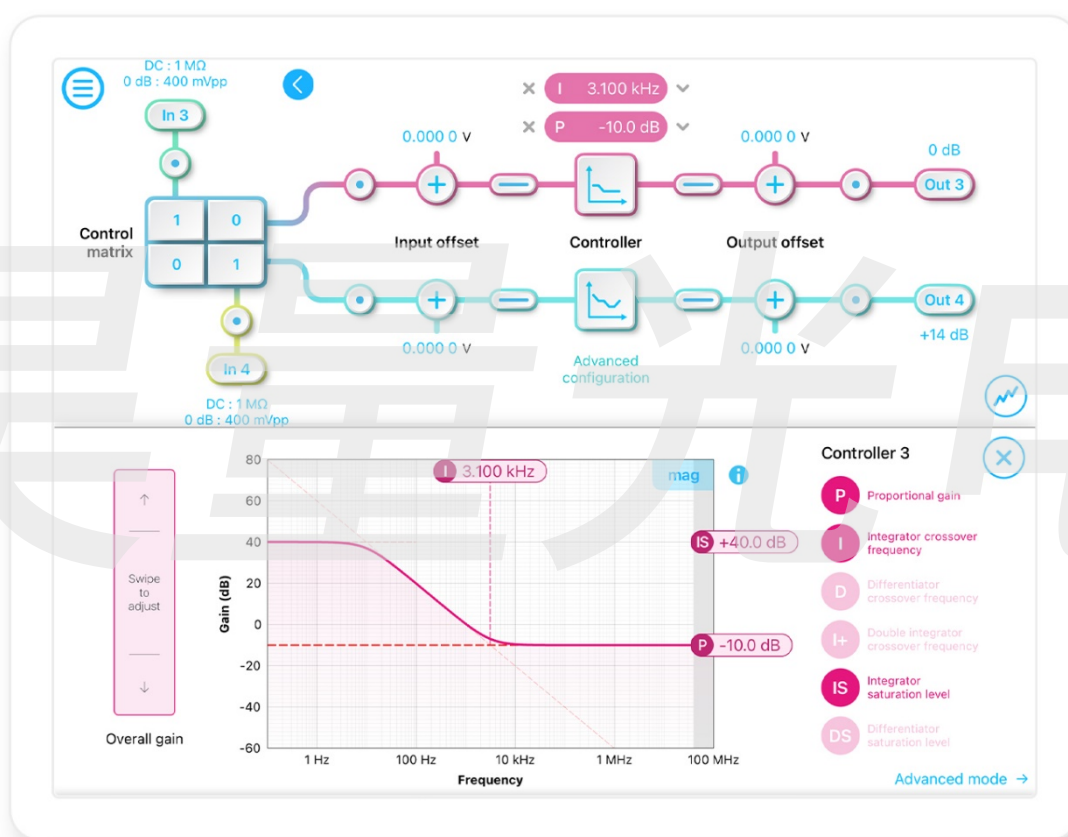 DC : 1 MΩ
0 dB : 400 mVpp
In 3
I 3.100 kHz
P -10.0 dB
0.000 0 V
0.000 0 V
0 dB
Out 3
Control
matrix
1 0
0 1
Input offset
Controller
Output offset
In 4
DC : 1 MΩ
0 dB : 400 mVpp
0.000 0 V
Advanced
configuration
0.000 0 V
Out 4
+14 dB
Swipe
to
adjust
Overall gain
Gain (dB)
80
60
40
20
0
-20
-40
-60
I 3.100 kHz
mag
i
IS +40.0 dB
P -10.0 dB
1 Hz
100 Hz
10 kHz
1 MHz
100 MHz
Frequency
Controller 3
P Proportional gain
I Integrator crossover
frequency
D Differentiator
crossover frequency
I+ Double integrator
crossover frequency
IS Integrator
saturation level
DS Differentiator
saturation level
Advanced mode →